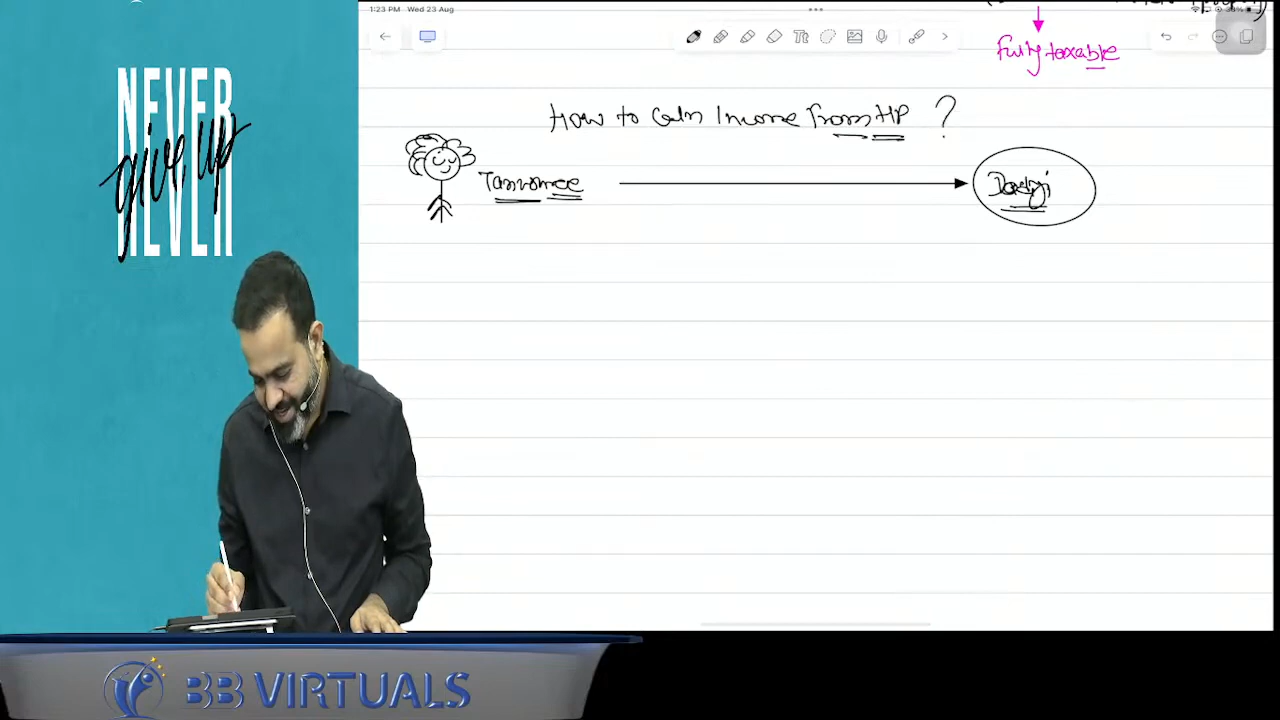 1:23 PM Wed 23 Aug
Fully taxable
How to Calc Income From HP ?
NEVER
give up
NEVER
Dadaji
BB VIRTUALS